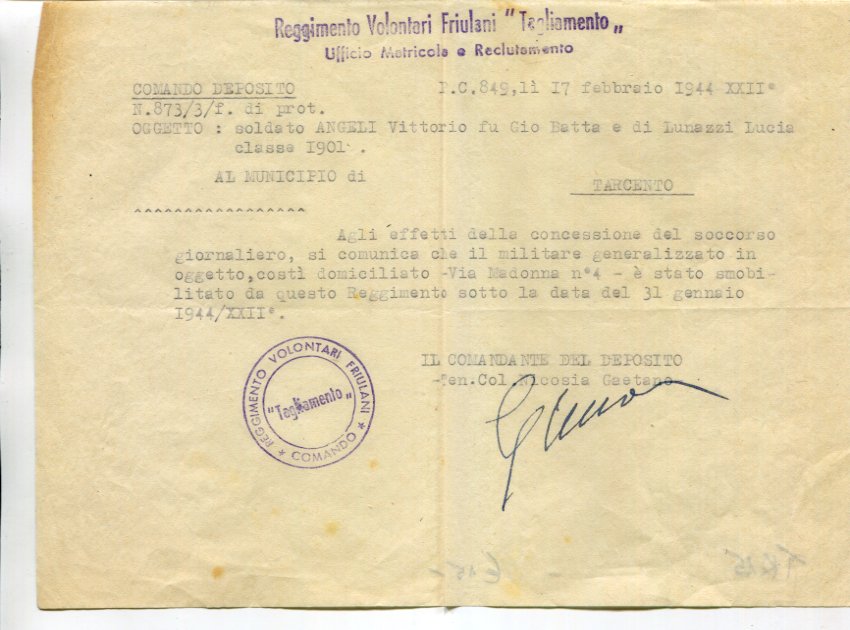 Reggimento Volontari Friulani "Tagliamento"
Ufficio Matricola e Reclutamento
COMANDO DEPOSITO
P.C.849,lì 17 febbraio 1944-XXII°
N.873/3/f. di prot.
OGGETTO : soldato ANGELI Vittorio fu Gio Batta e di Lunazzi Lucia
classe 1901 .
AL MUNICIPIO di
TARCENTO
^^^^^^^^^^^^^^^^^
Agli effetti della concessione del soccorso
giornaliero, si comunica che il militare generalizzato in
oggetto,costì domiciliato -Via Madonna n°4 - è stato smobi-
litato da questo Reggimento sotto la data del 31 gennaio
1944/XXII°.
IL COMANDANTE DEL DEPOSITO
-Ten.Col.Nicosia Gaetano-
REGGIMENTO VOLONTARI FRIULANI
"Tagliamento"
* COMANDO *